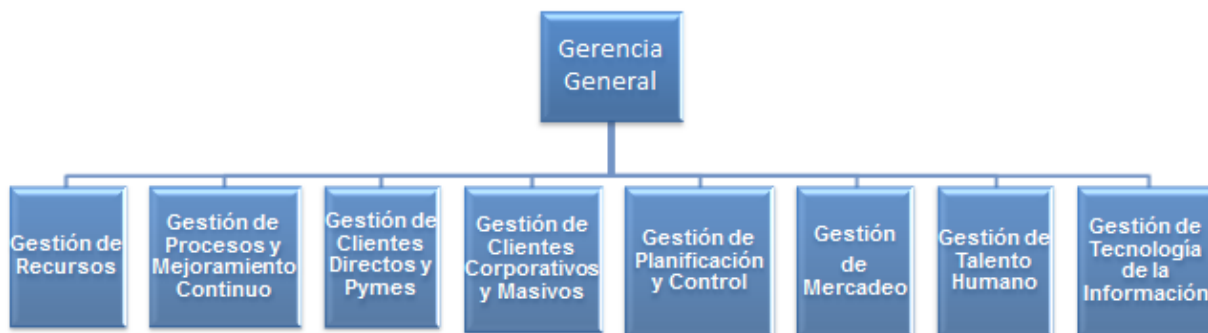 Gerencia
General
Gestión de
Recursos
Gestión de
Procesos y
Mejoramiento
Continuo
Gestión de
Clientes
Directos y
Pymes
Gestión de
Clientes
Corporativos
y Masivos
Gestión de
Planificación
y Control
Gestión
de
Mercadeo
Gestión de
Talento
Humano
Gestión de
Tecnología
de la
Información